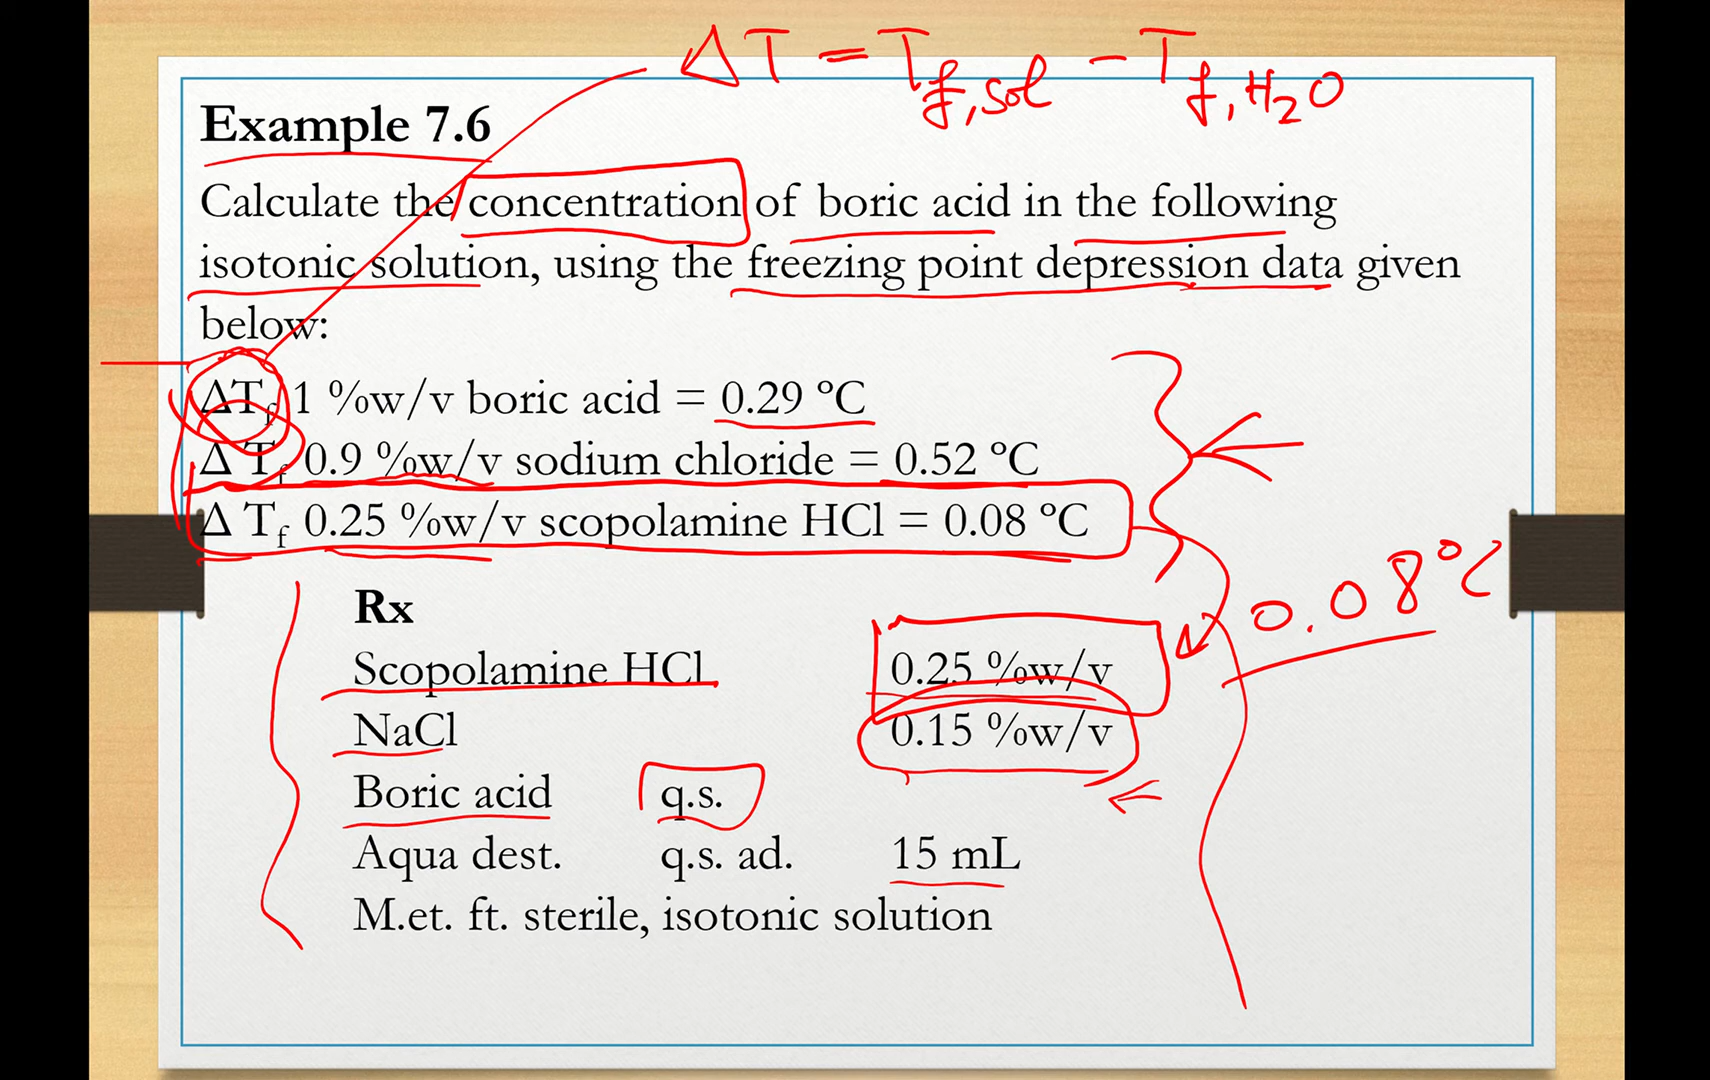 ΔT = T f, sol - T f, H₂O
Example 7.6
Calculate the concentration of boric acid in the following
isotonic solution, using the freezing point depression data given
below:
ΔTf 1 %w/v boric acid = 0.29 °C
Δ Tf 0.9 %w/v sodium chloride = 0.52 °C
Δ Tf 0.25 %w/v scopolamine HCl = 0.08 °C
0.08°C
Rx
Scopolamine HCl 0.25 %w/v
NaCl 0.15 %w/v
Boric acid q.s.
Aqua dest. q.s. ad. 15 mL
M.et. ft. sterile, isotonic solution